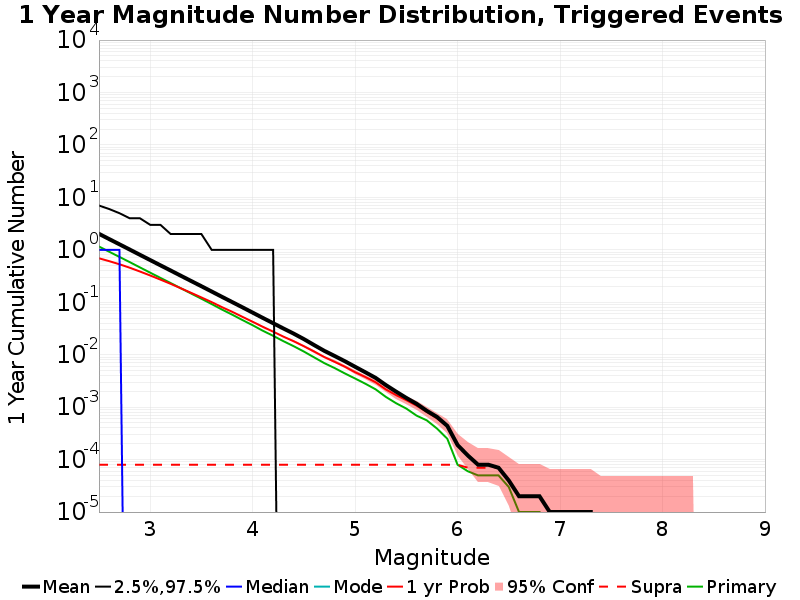 1 Year Magnitude Number Distribution, Triggered Events
1 Year Cumulative Number
10^4
10^3
10^2
10^1
10^0
10^-1
10^-2
10^-3
10^-4
10^-5
3 4 5 6 7 8 9
Magnitude
Mean 2.5%,97.5% Median Mode 1 yr Prob 95% Conf Supra Primary